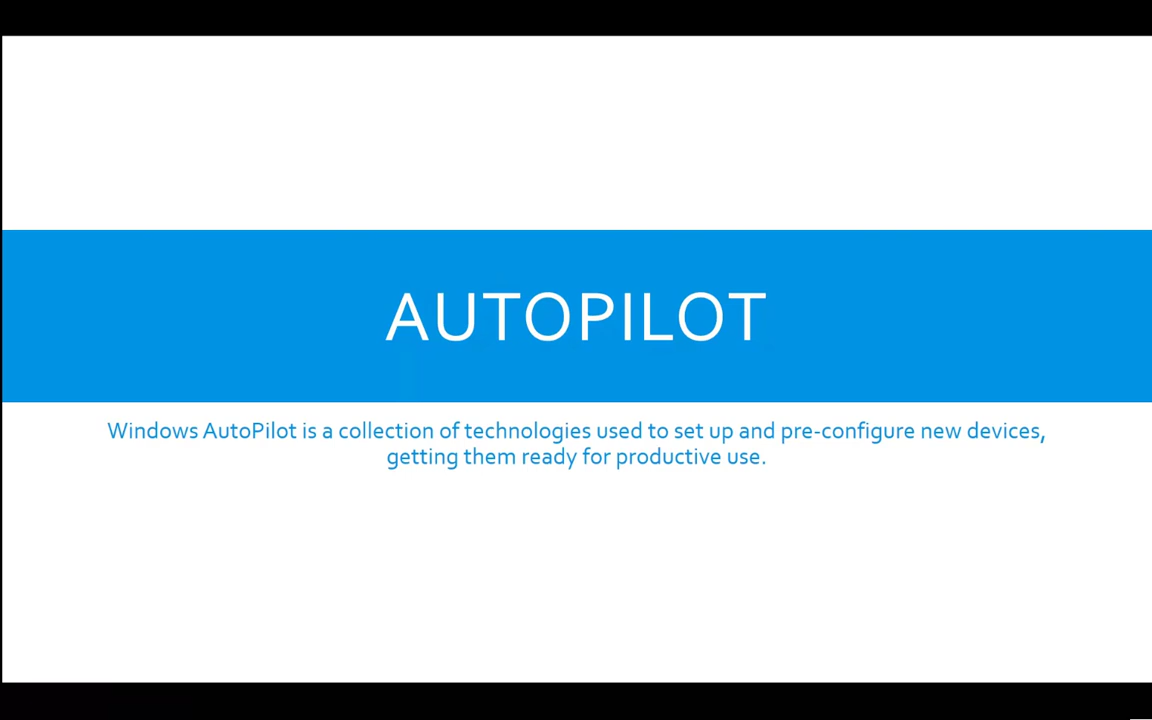 AUTOPILOT
Windows AutoPilot is a collection of technologies used to set up and pre-configure new devices,
getting them ready for productive use.